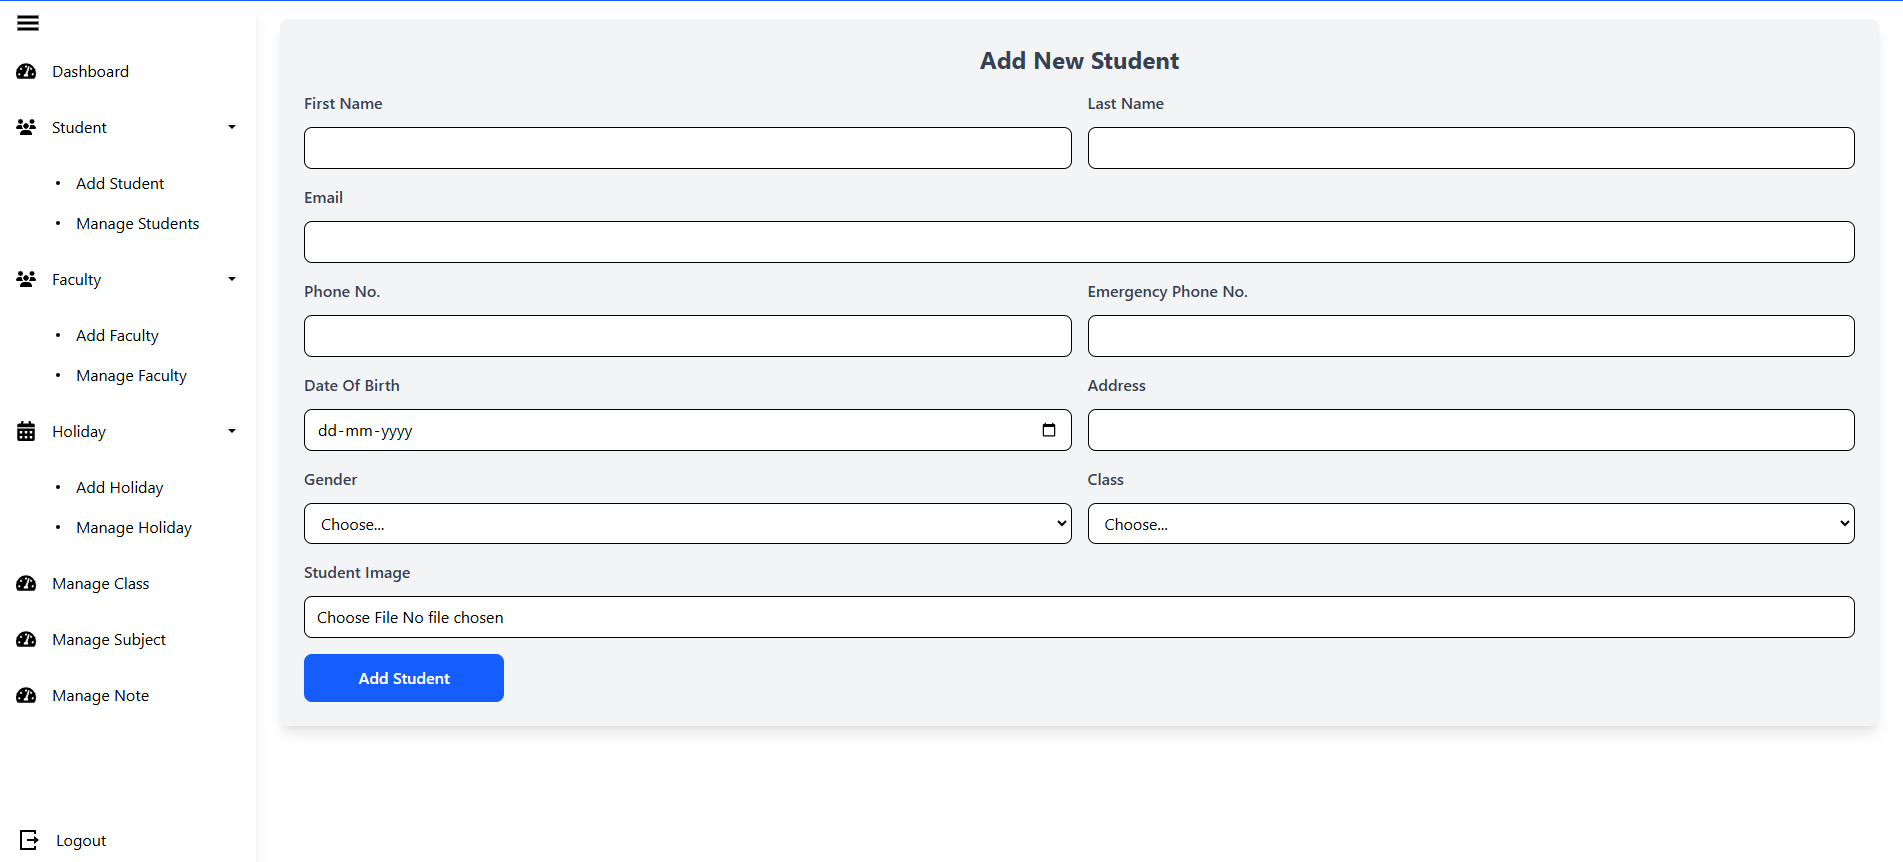 Dashboard
Student
• Add Student
• Manage Students
Faculty
• Add Faculty
• Manage Faculty
Holiday
• Add Holiday
• Manage Holiday
Manage Class
Manage Subject
Manage Note
Logout
Add New Student
First Name
Last Name
Email
Phone No.
Emergency Phone No.
Date Of Birth
Address
dd-mm-yyyy
Gender
Class
Choose...
Choose...
Student Image
Choose File No file chosen
Add Student